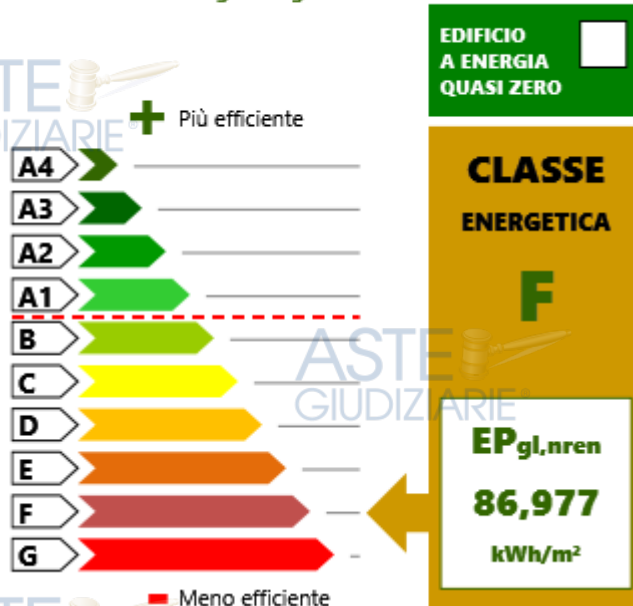 EDIFICIO
A ENERGIA
QUASI ZERO
ASTE
GIUDIZIARIE®
Più efficiente
A4
A3
A2
A1
B
C
D
E
F
G
Meno efficiente
CLASSE
ENERGETICA
F
ASTE
GIUDIZIARIE®
EPgl,nren
86,977
kWh/m²